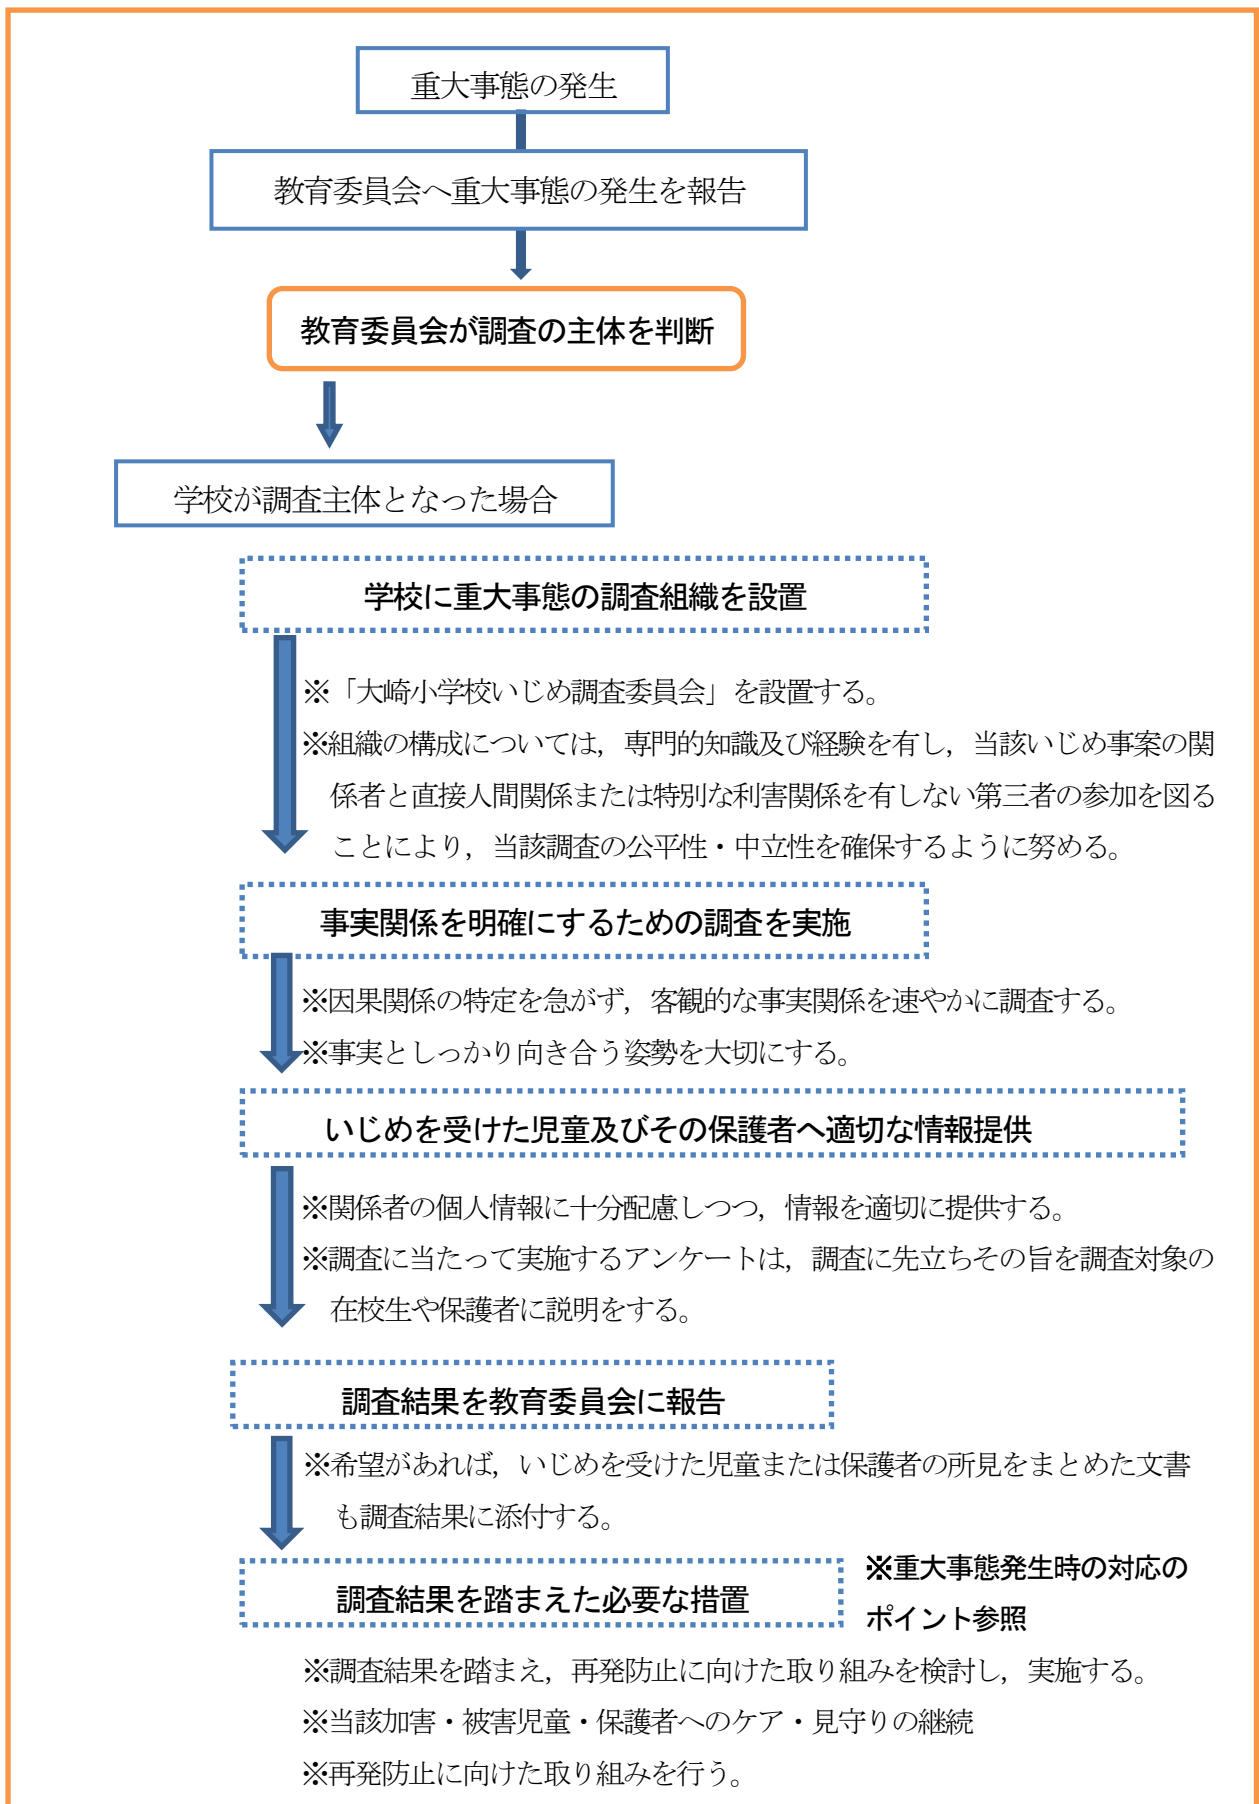 重大事態の発生
教育委員会へ重大事態の発生を報告
教育委員会が調査の主体を判断
学校が調査主体となった場合
学校に重大事態の調査組織を設置
※「大崎小学校いじめ調査委員会」を設置する。
※組織の構成については，専門的知識及び経験を有し，当該いじめ事案の関
係者と直接人間関係または特別な利害関係を有しない第三者の参加を図る
ことにより，当該調査の公平性・中立性を確保するように努める。
事実関係を明確にするための調査を実施
※因果関係の特定を急がず，客観的な事実関係を速やかに調査する。
※事実としっかり向き合う姿勢を大切にする。
いじめを受けた児童及びその保護者へ適切な情報提供
※関係者の個人情報に十分配慮しつつ，情報を適切に提供する。
※調査に当たって実施するアンケートは，調査に先立ちその旨を調査対象の
在校生や保護者に説明をする。
調査結果を教育委員会に報告
※希望があれば，いじめを受けた児童または保護者の所見をまとめた文書
も調査結果に添付する。
調査結果を踏まえた必要な措置
※重大事態発生時の対応の
ポイント参照
※調査結果を踏まえ，再発防止に向けた取り組みを検討し，実施する。
※当該加害・被害児童・保護者へのケア・見守りの継続
※再発防止に向けた取り組みを行う。